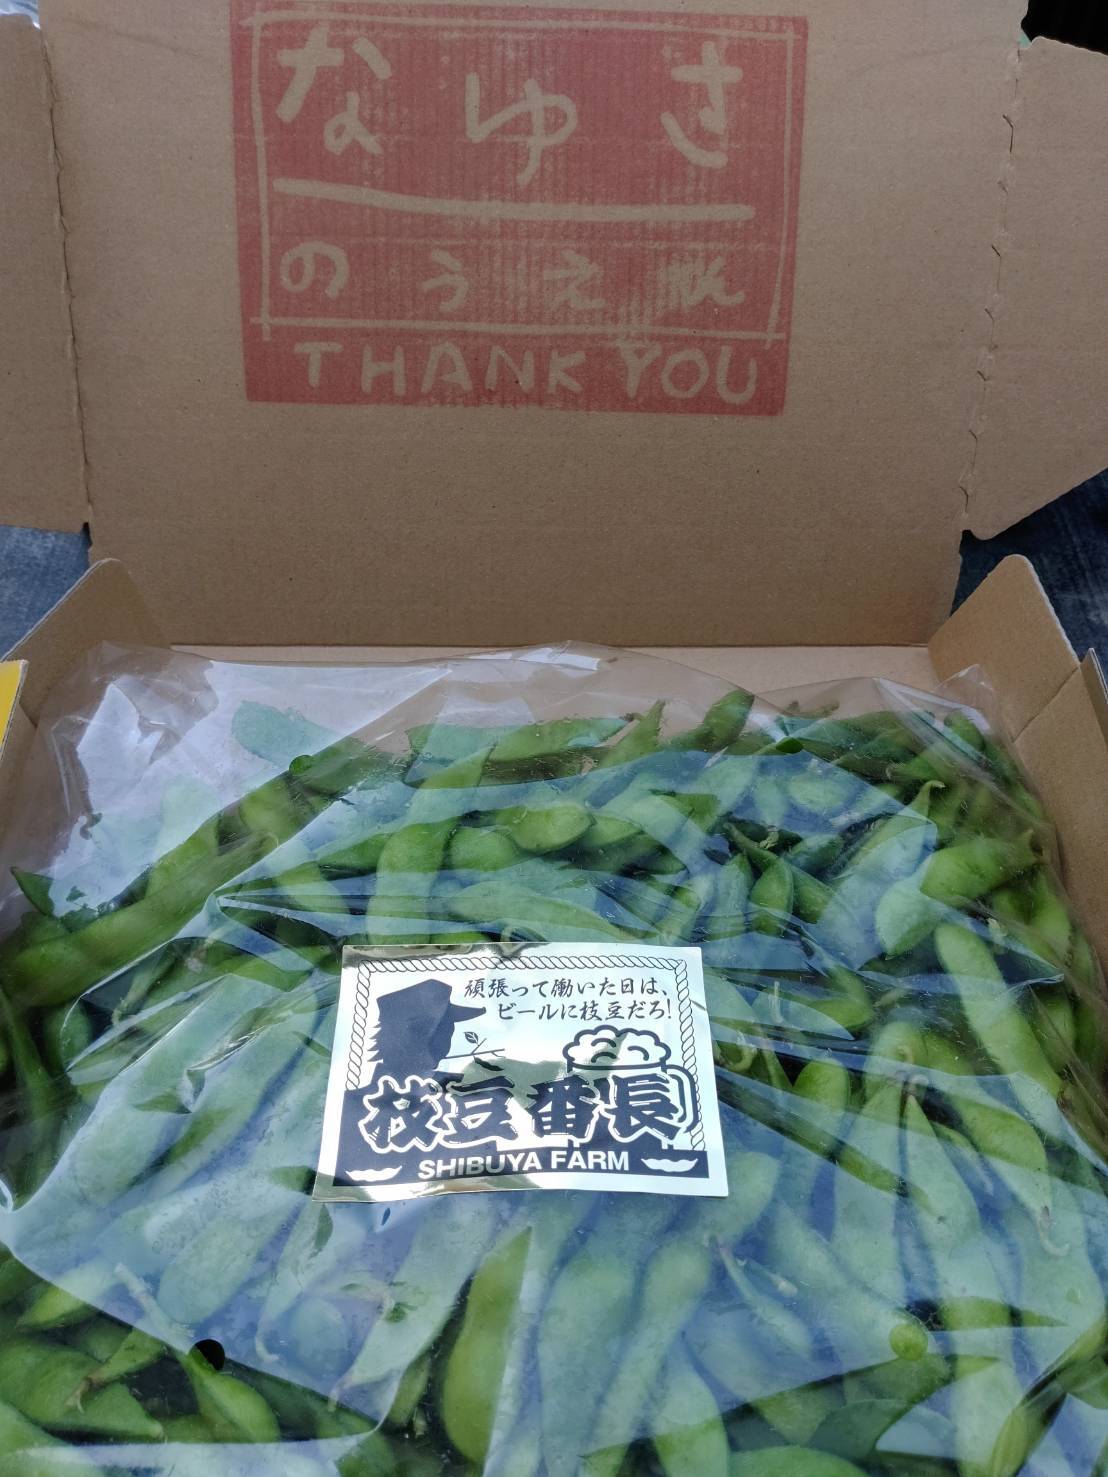 なゆさ
のうえん
THANK YOU
頑張って働いた日は、
ビールに枝豆だろ!
枝豆番長
SHIBUYA FARM